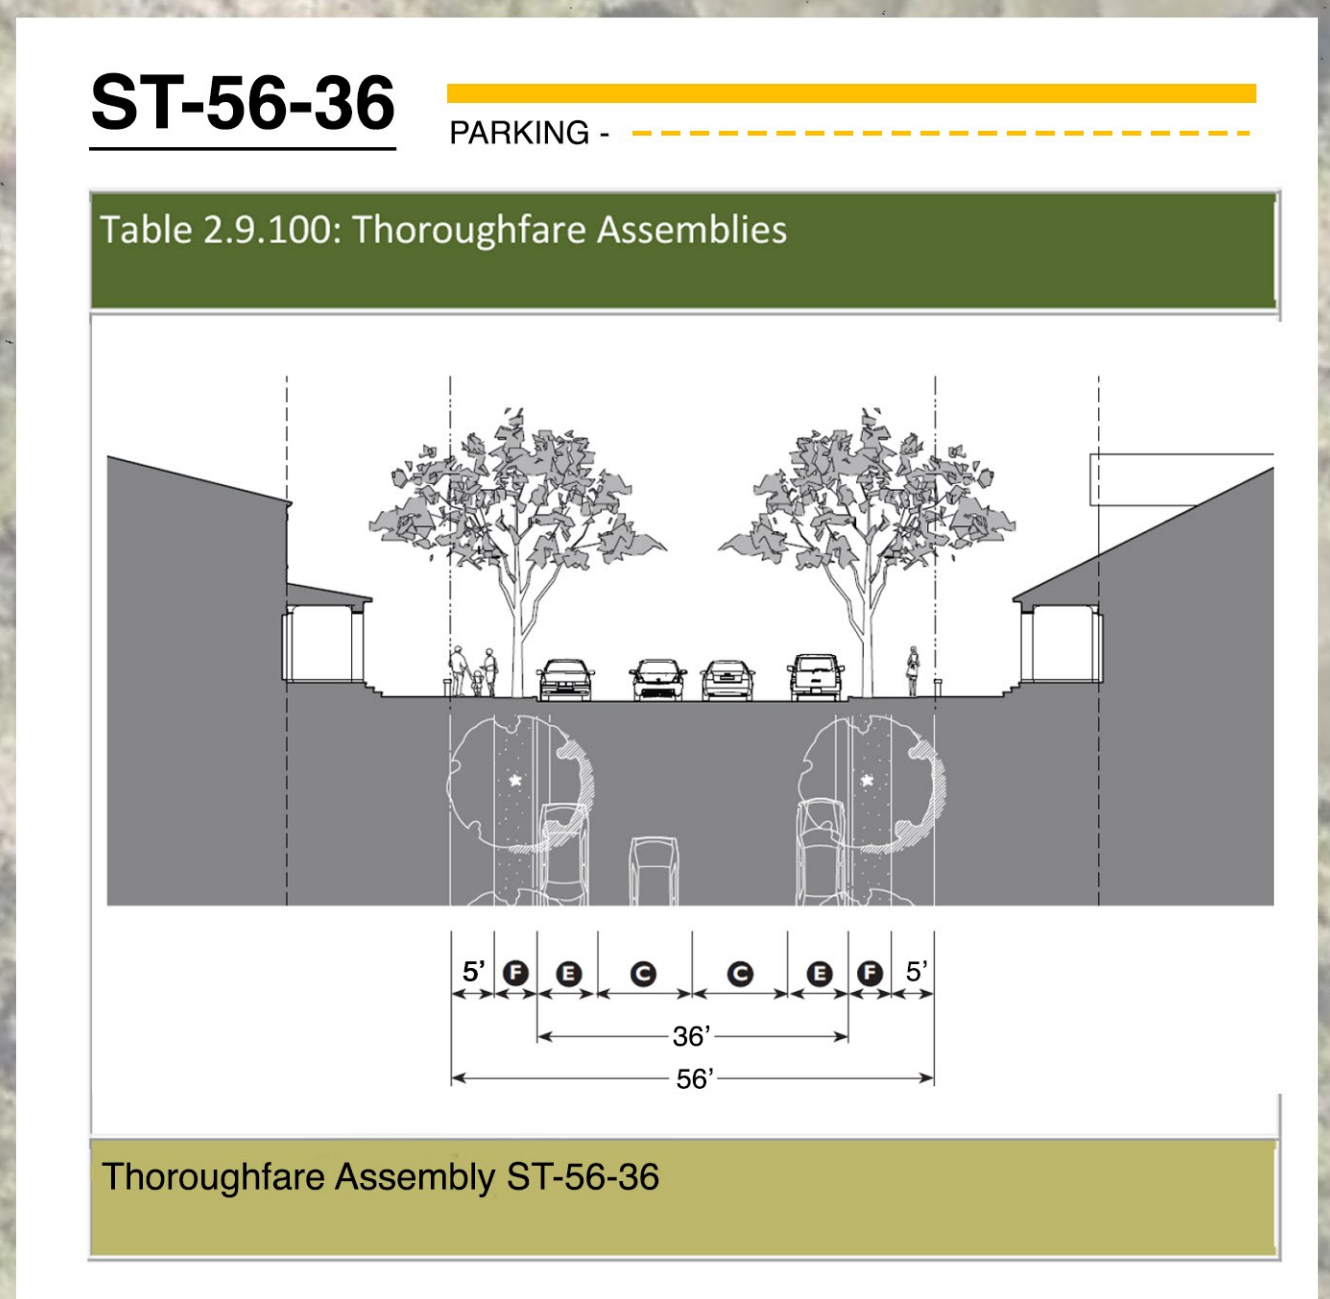 ST-56-36
PARKING -
Table 2.9.100: Thoroughfare Assemblies
5’ F E C C E F 5’
36’
56’
Thoroughfare Assembly ST-56-36